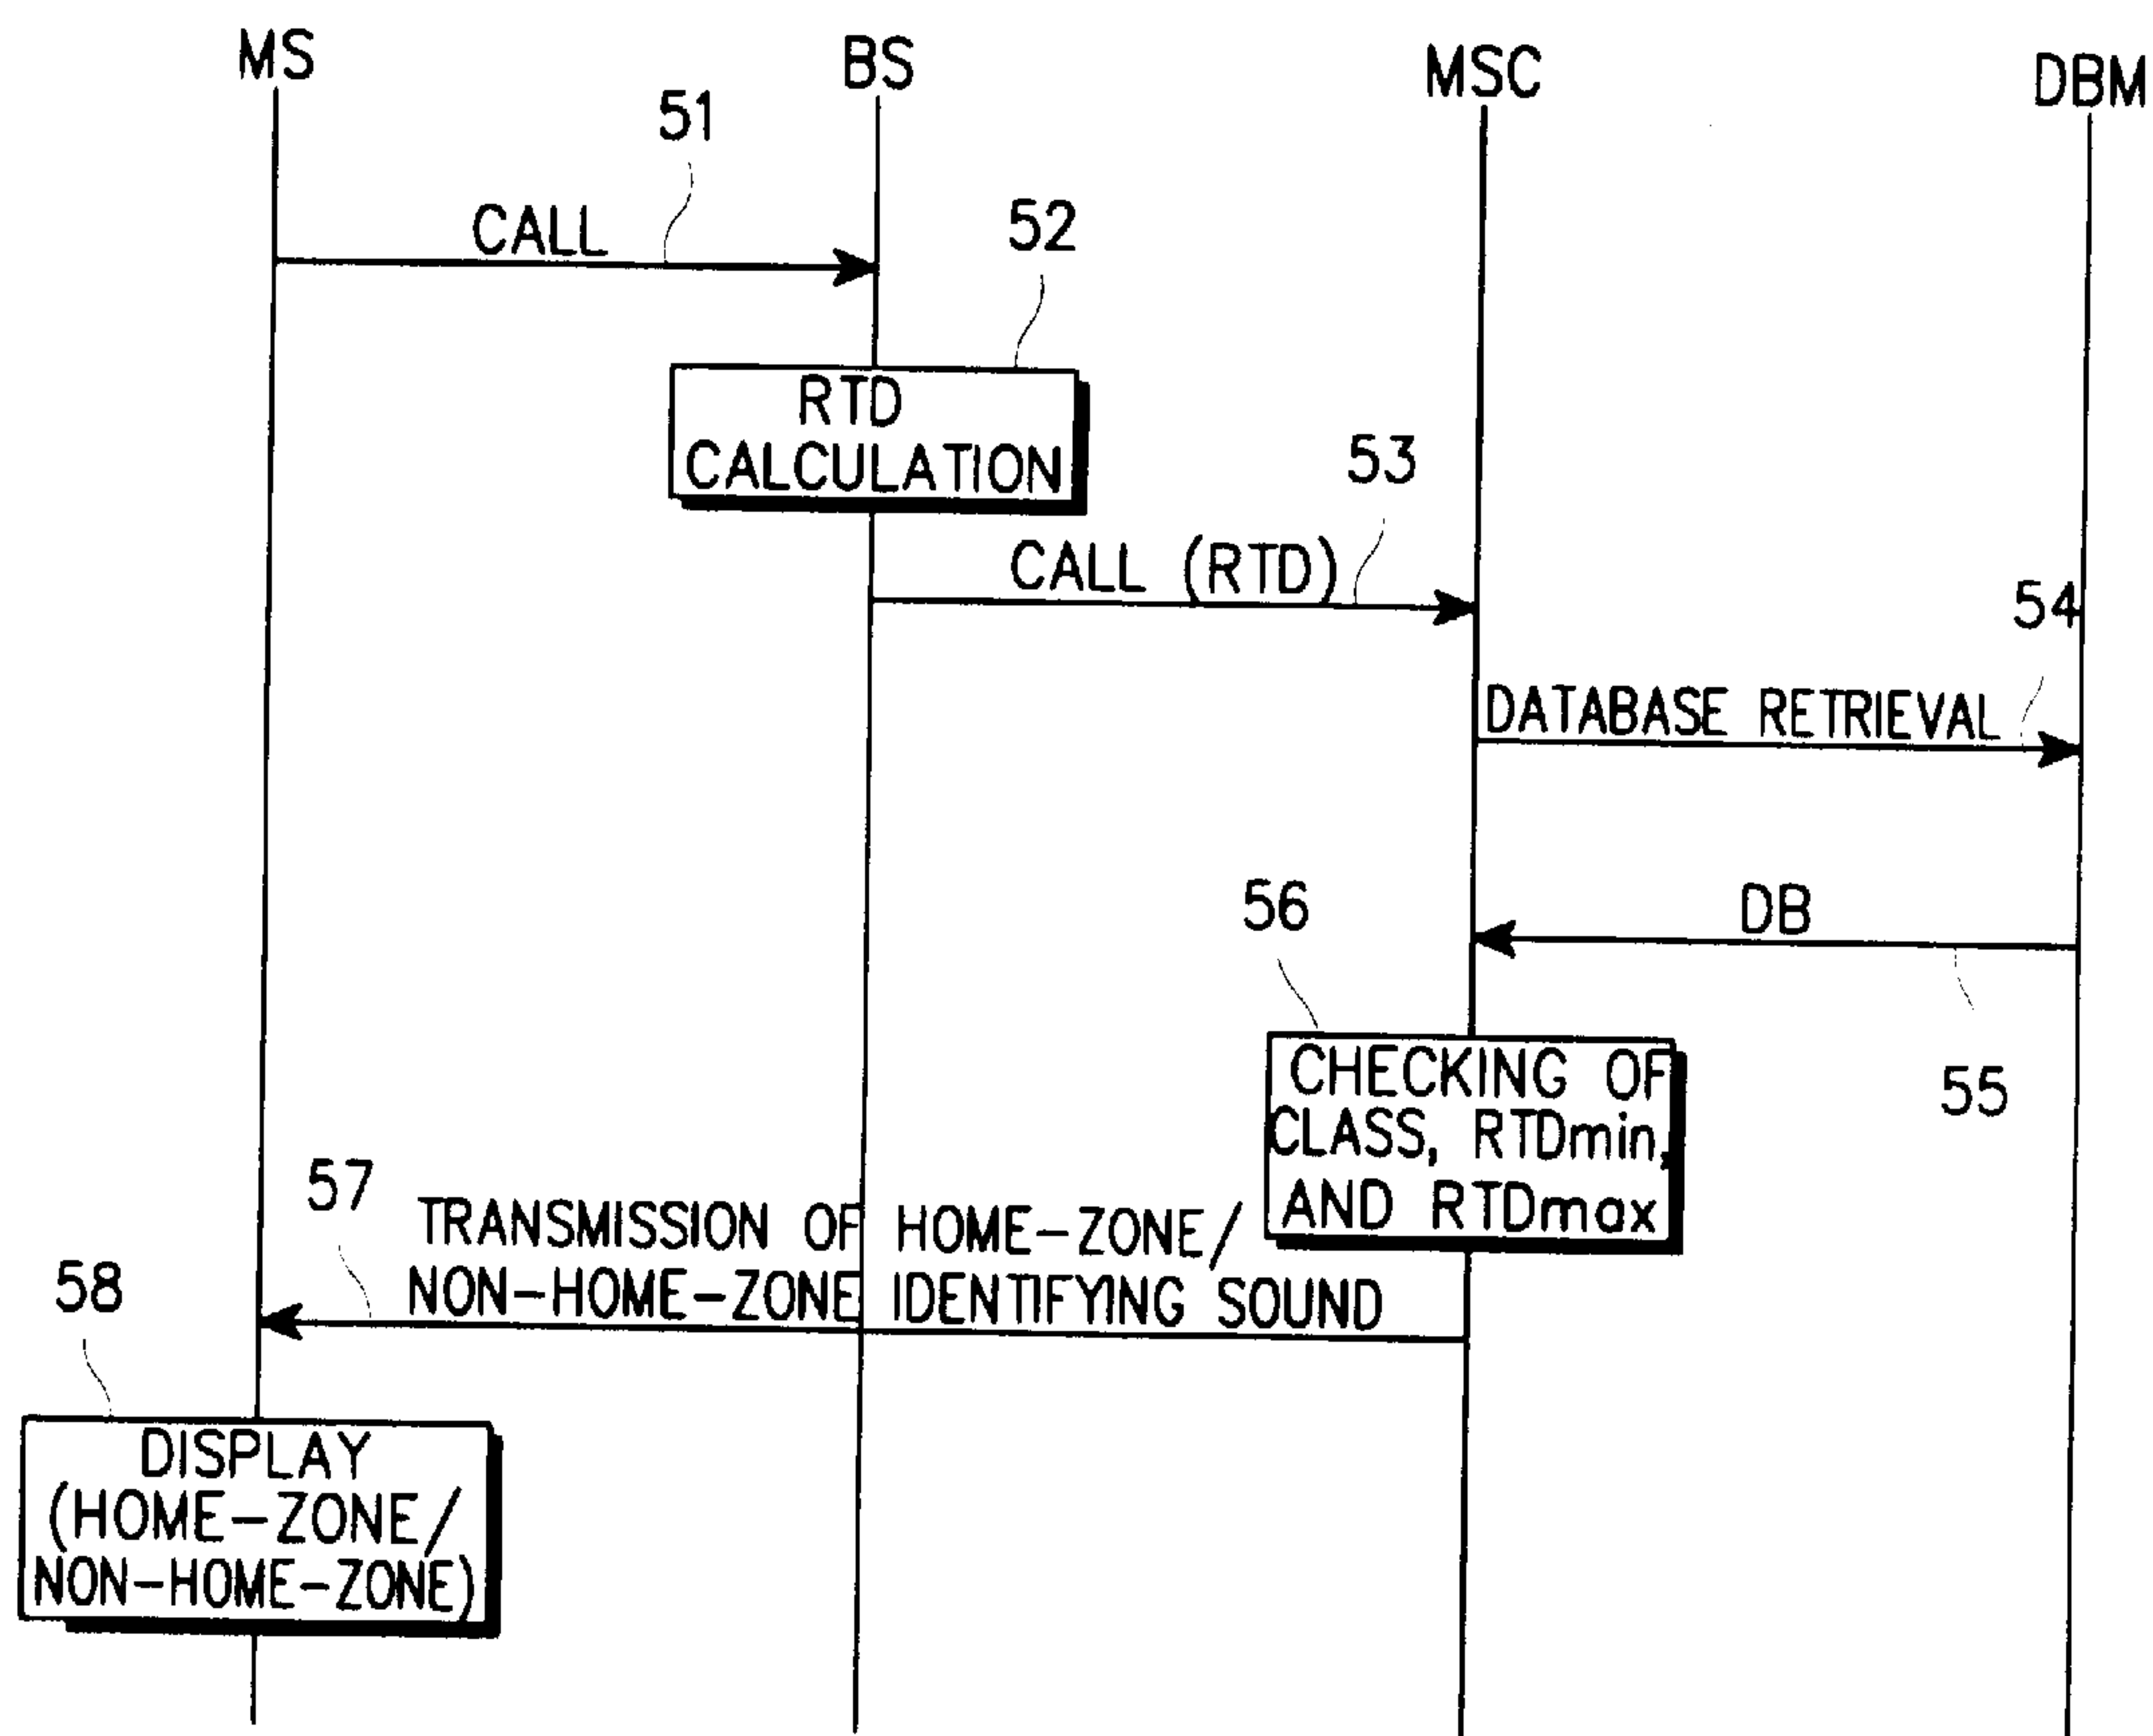 MS BS MSC DBM
51
CALL
52
RTD
CALCULATION
53
CALL (RTD)
54
DATABASE RETRIEVAL
DB
55
56
CHECKING OF
CLASS, RTDmin,
AND RTDmax
57
TRANSMISSION OF HOME-ZONE/
NON-HOME-ZONE IDENTIFYING SOUND
58
DISPLAY
(HOME-ZONE/
NON-HOME-ZONE)